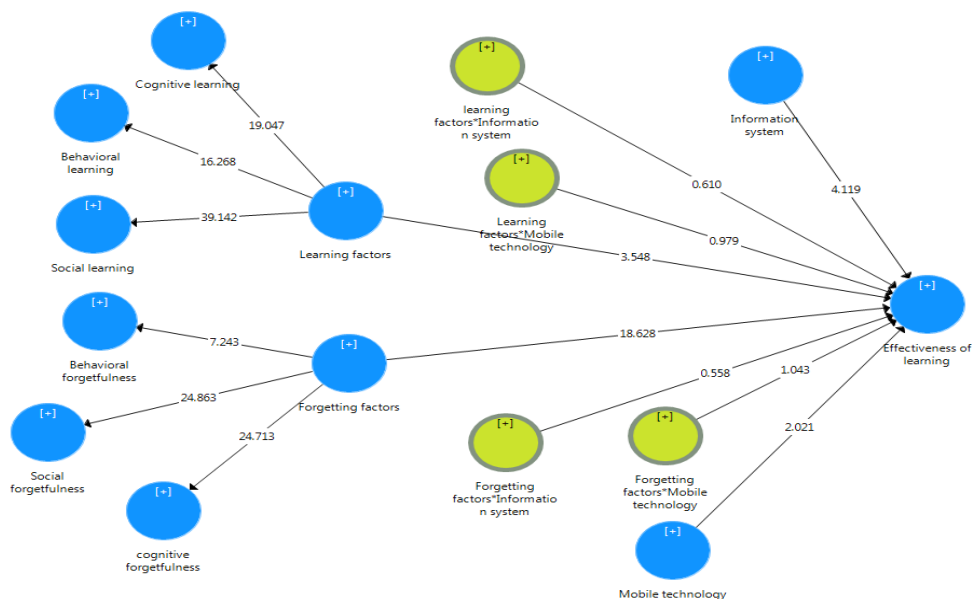 [+]
Cognitive learning
[+]
Behavioral
learning
[+]
Social learning
19.047
16.268
39.142
[+]
Learning factors
[+]
learning
factors*Informatio
n system
[+]
Learning
factors*Mobile
technology
[+]
Information
system
0.610
4.119
0.979
3.548
[+]
Effectiveness of
learning
[+]
Behavioral
forgetfulness
[+]
Social
forgetfulness
[+]
cognitive
forgetfulness
7.243
24.863
24.713
[+]
Forgetting factors
18.628
0.558
1.043
2.021
[+]
Forgetting
factors*Informatio
n system
[+]
Forgetting
factors*Mobile
technology
[+]
Mobile technology